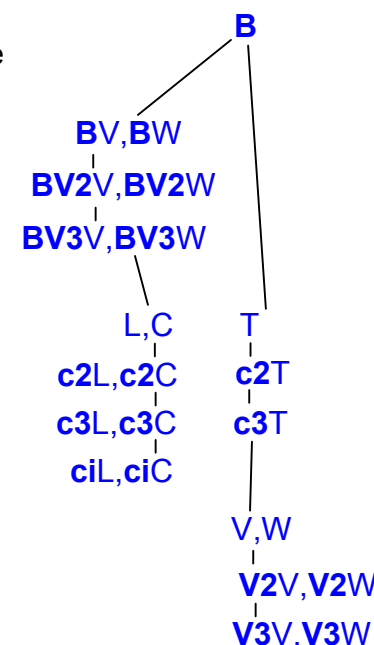 B
e
BV,BW
BV2V,BV2W
BV3V,BV3W
L,C T
c2L,c2C c2T
c3L,c3C c3T
ciL,ciC
V,W
V2V,V2W
V3V,V3W